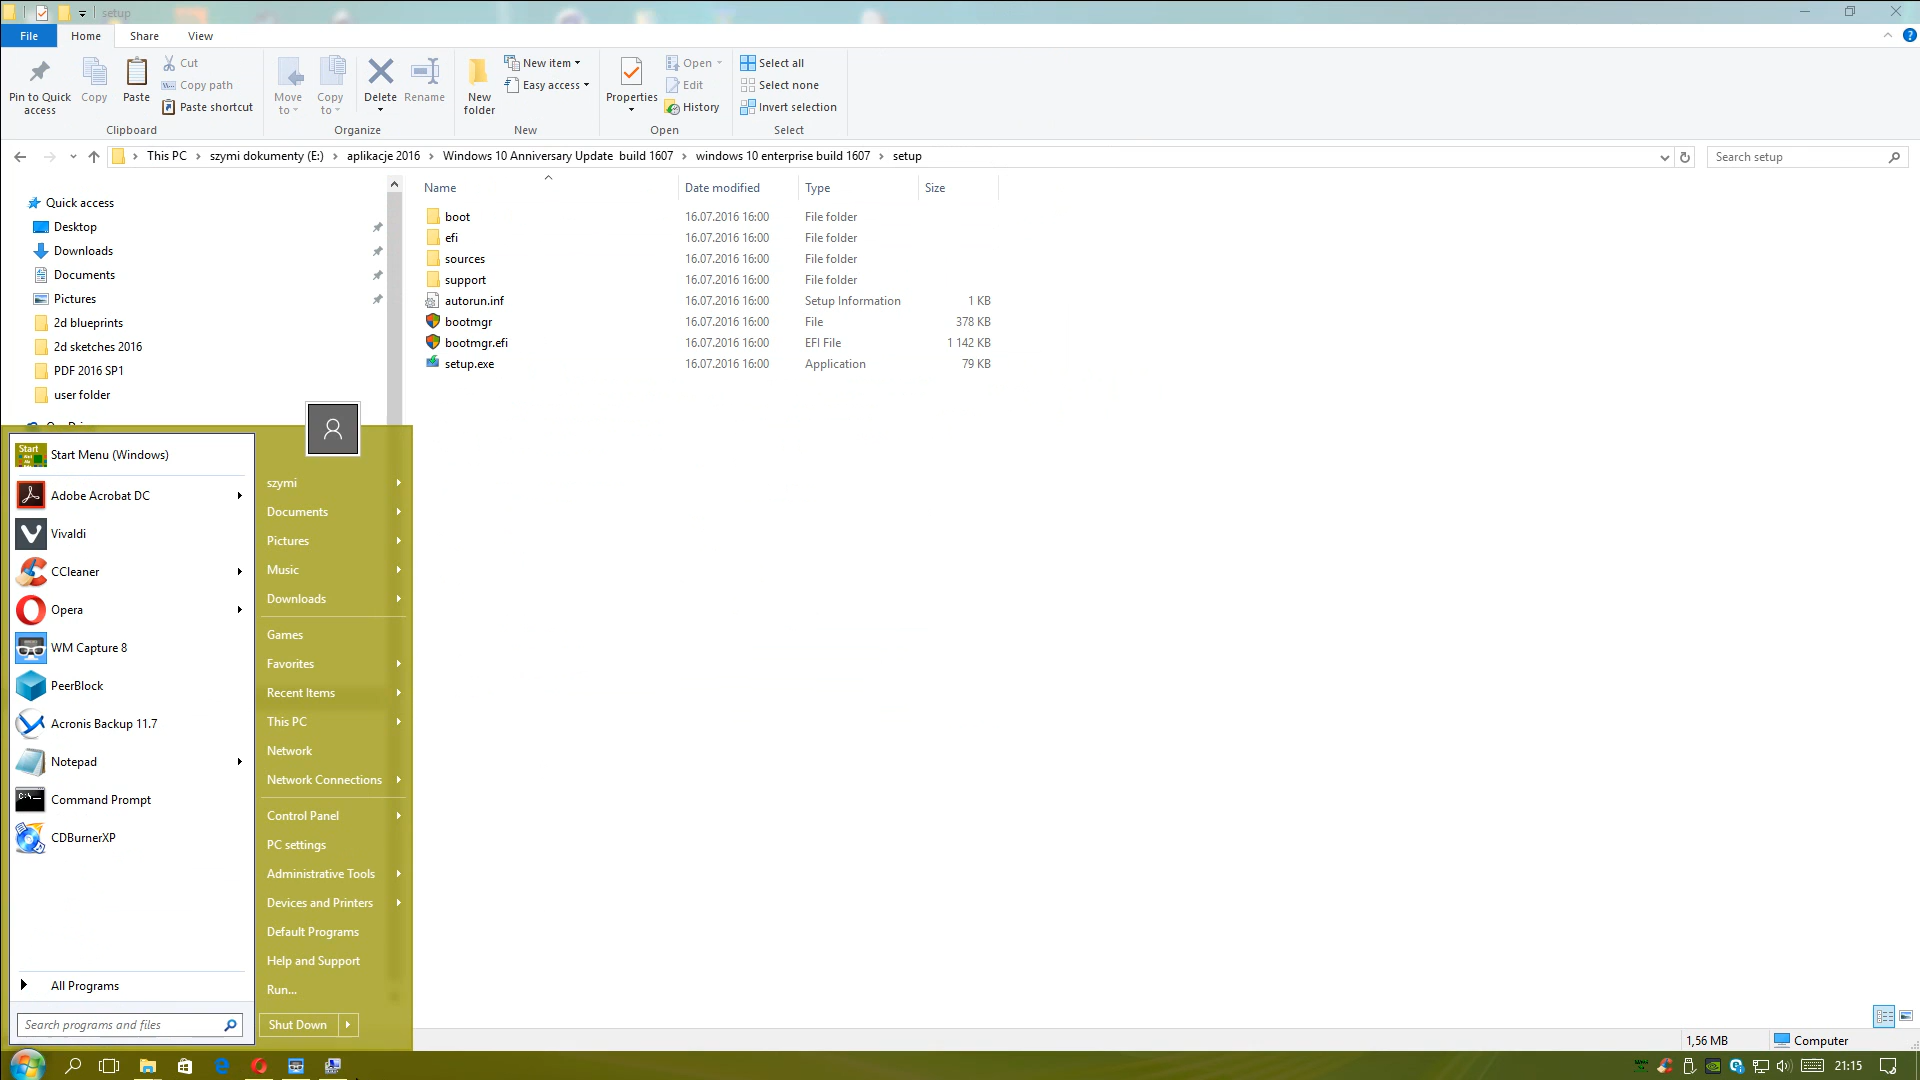 setup
File
Home
Share
View
Pin to Quick access
Copy
Paste
Cut
Copy path
Paste shortcut
Clipboard
Move to
Copy to
Delete
Rename
Organize
New folder
New item
Easy access
New
Properties
Open
Edit
History
Open
Select all
Select none
Invert selection
Select
This PC
szymi dokumenty (E:)
aplikacje 2016
Windows 10 Anniversary Update build 1607
windows 10 enterprise build 1607
setup
Search setup
Quick access
Desktop
Downloads
Documents
Pictures
2d blueprints
2d sketches 2016
PDF 2016 SP1
user folder
Name Date modified Type Size
boot 16.07.2016 16:00 File folder
efi 16.07.2016 16:00 File folder
sources 16.07.2016 16:00 File folder
support 16.07.2016 16:00 File folder
autorun.inf 16.07.2016 16:00 Setup Information 1 KB
bootmgr 16.07.2016 16:00 File 378 KB
bootmgr.efi 16.07.2016 16:00 EFI File 1 142 KB
setup.exe 16.07.2016 16:00 Application 79 KB
Start
Start Menu (Windows)
Adobe Acrobat DC
Vivaldi
CCleaner
Opera
WM Capture 8
PeerBlock
Acronis Backup 11.7
Notepad
C:\
Command Prompt
CDBurnerXP
All Programs
Search programs and files
szymi
Documents
Pictures
Music
Downloads
Games
Favorites
Recent Items
This PC
Network
Network Connections
Control Panel
PC settings
Administrative Tools
Devices and Printers
Default Programs
Help and Support
Run...
Shut Down
1,56 MB
Computer
21:15